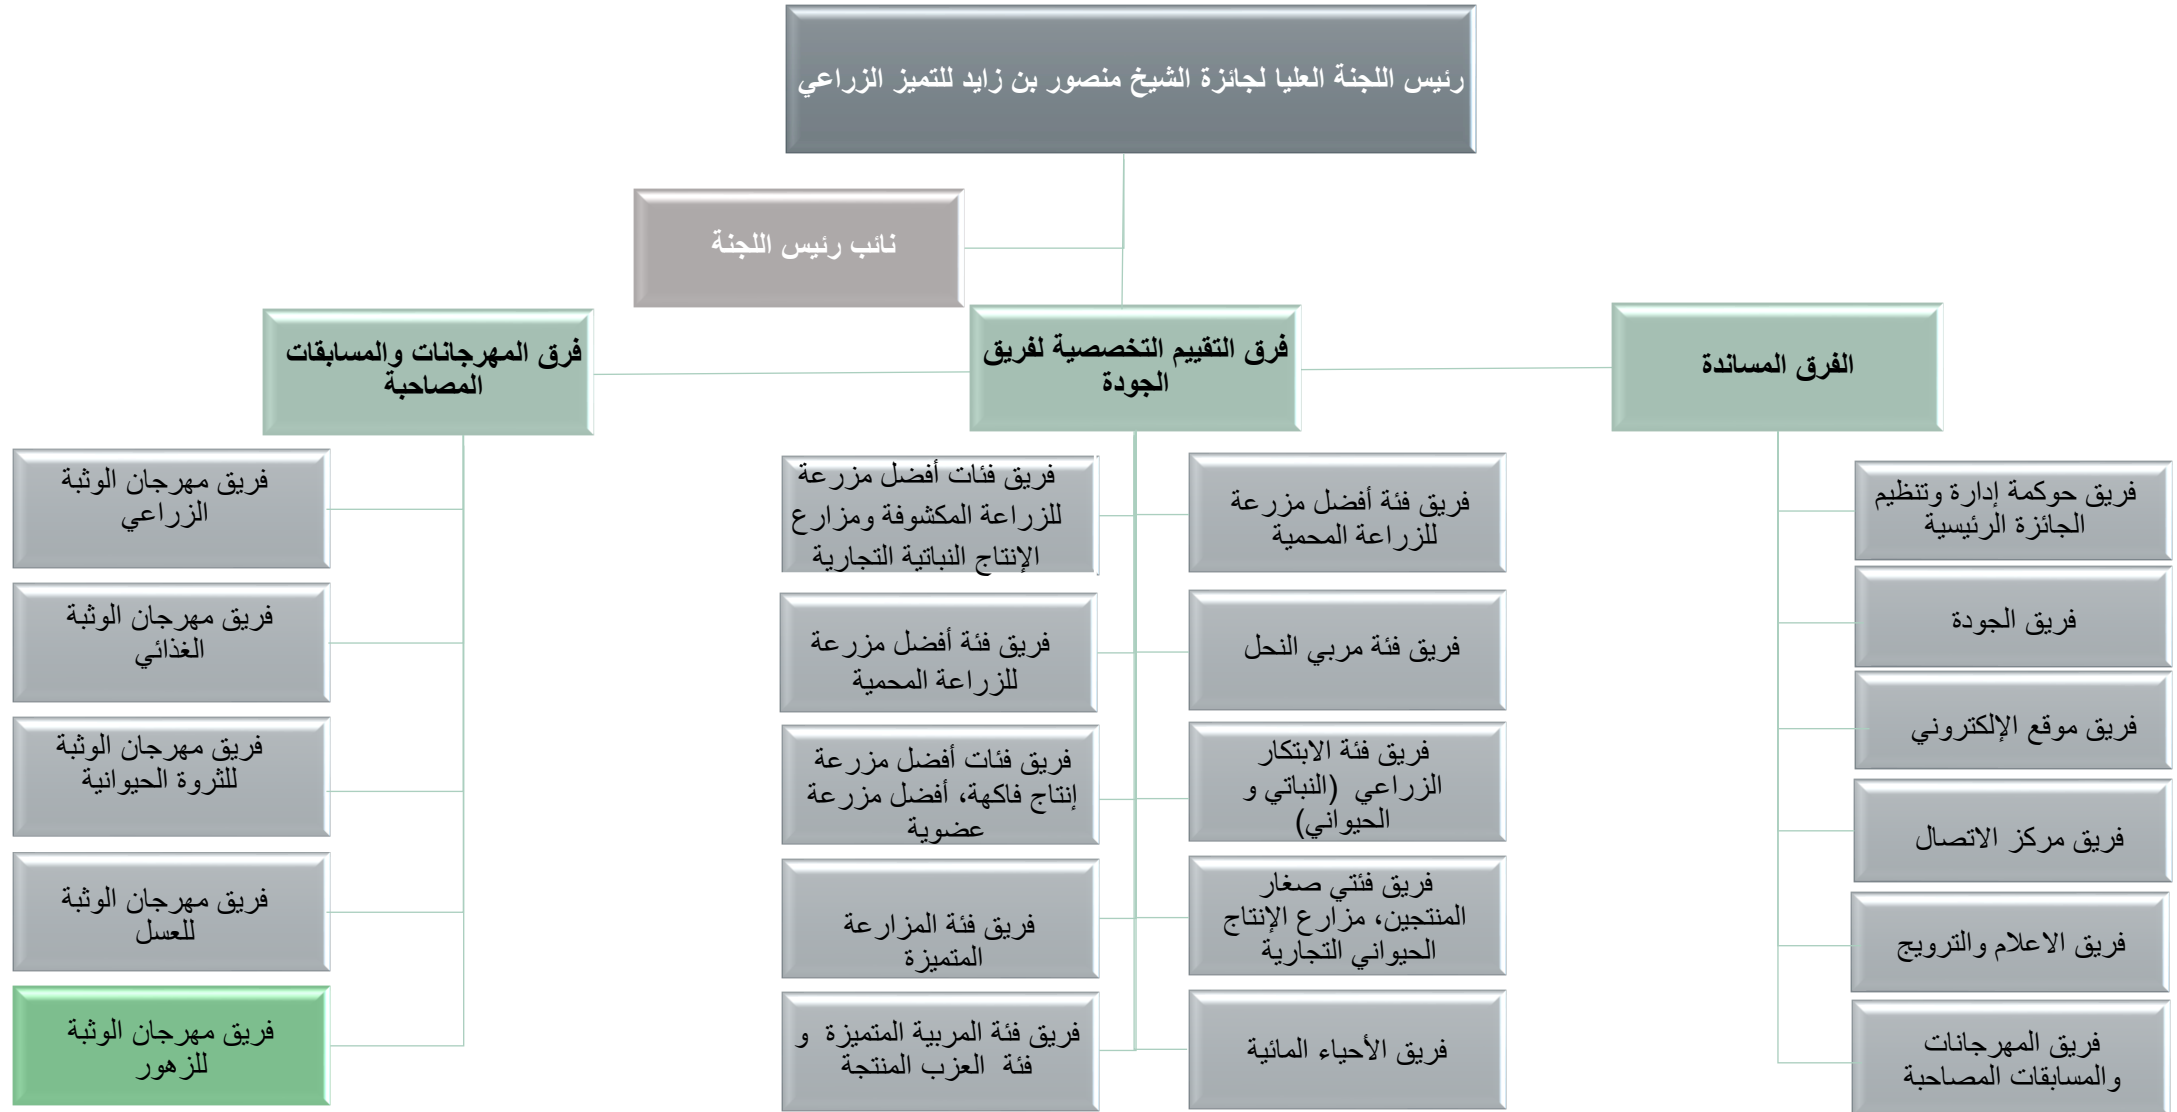 رئيس اللجنة العليا لجائزة الشيخ منصور بن زايد للتميز الزراعي
نائب رئيس اللجنة
الفرق المساندة
فريق حوكمة إدارة وتنظيم
الجائزة الرئيسية
فريق الجودة
فريق موقع الإلكتروني
فريق مركز الاتصال
فريق الاعلام والترويج
فريق المهرجانات
والمسابقات المصاحبة
فرق التقييم التخصصية لفريق
الجودة
فريق فئة أفضل مزرعة
للزراعة المحمية
فريق فئة مربي النحل
فريق فئة الابتكار
الزراعي (النباتي و
الحيواني)
فريق فئتي صغار
المنتجين، مزارع الإنتاج
الحيواني التجارية
فريق الأحياء المائية
فريق فئات أفضل مزرعة
للزراعة المكشوفة ومزارع
الإنتاج النباتية التجارية
فريق فئة أفضل مزرعة
للزراعة المحمية
فريق فئات أفضل مزرعة
إنتاج فاكهة، أفضل مزرعة
عضوية
فريق فئة المزارعة
المتميزة
فريق فئة المربية المتميزة و
فئة العزب المنتجة
فرق المهرجانات والمسابقات
المصاحبة
فريق مهرجان الوثبة
الزراعي
فريق مهرجان الوثبة
الغذائي
فريق مهرجان الوثبة
للثروة الحيوانية
فريق مهرجان الوثبة
للعسل
فريق مهرجان الوثبة
للزهور